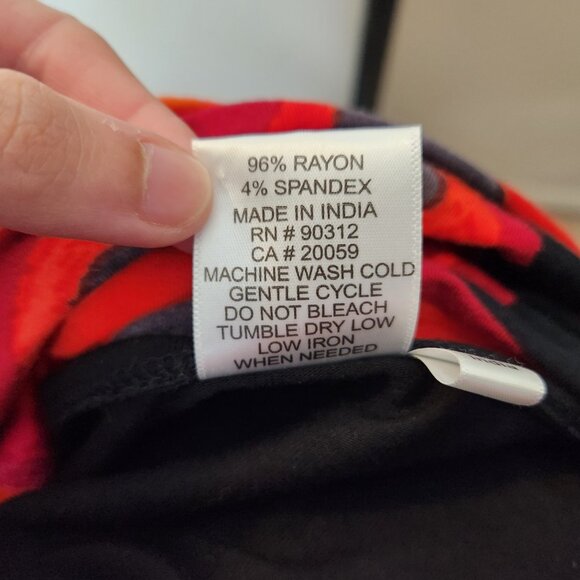 96% RAYON
4% SPANDEX
MADE IN INDIA
RN # 90312
CA # 20059
MACHINE WASH COLD
GENTLE CYCLE
DO NOT BLEACH
TUMBLE DRY LOW
LOW IRON
WHEN NEEDED